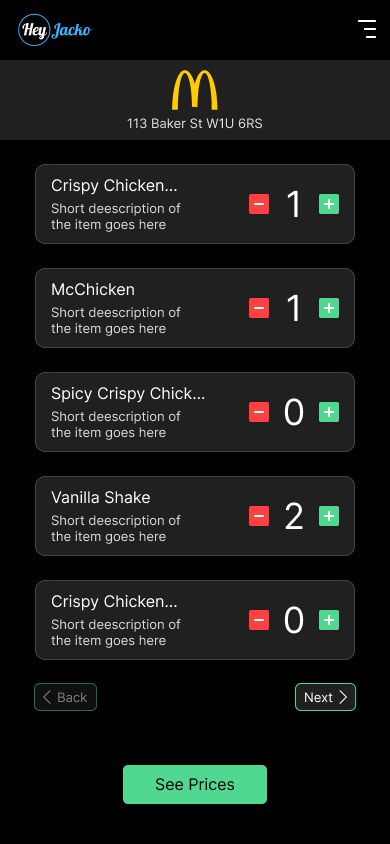 Hey Jacko
113 Baker St W1U 6RS
Crispy Chicken...
Short deescription of
the item goes here
1
McChicken
Short deescription of
the item goes here
1
Spicy Crispy Chick...
Short deescription of
the item goes here
0
Vanilla Shake
Short deescription of
the item goes here
2
Crispy Chicken...
Short deescription of
the item goes here
0
Back
Next
See Prices